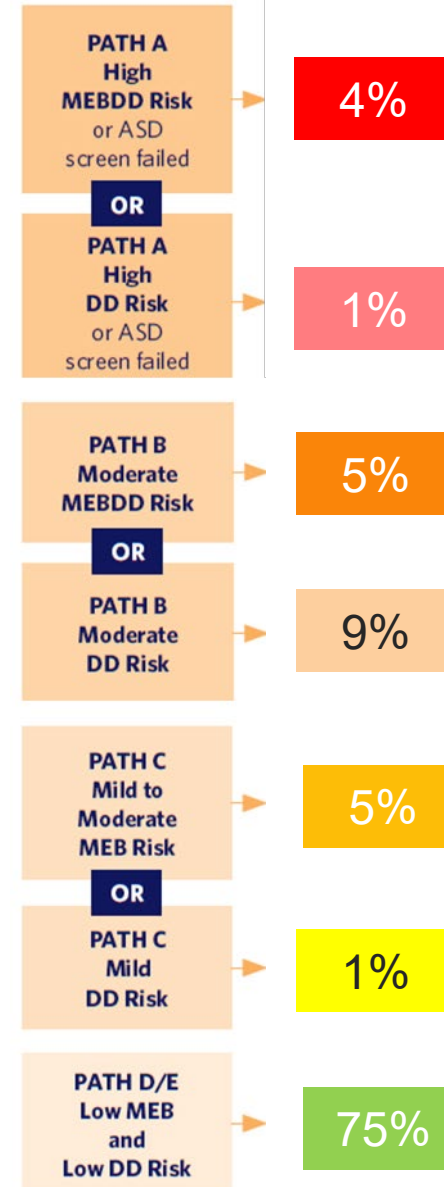 PATH A
High
MEBDD Risk
or ASD
screen failed
4%
OR
PATH A
High
DD Risk
or ASD
screen failed
1%
PATH B
Moderate
MEBDD Risk
5%
OR
PATH B
Moderate
DD Risk
9%
PATH C
Mild to
Moderate
MEB Risk
5%
OR
PATH C
Mild
DD Risk
1%
PATH D/E
Low MEB
and
Low DD Risk
75%